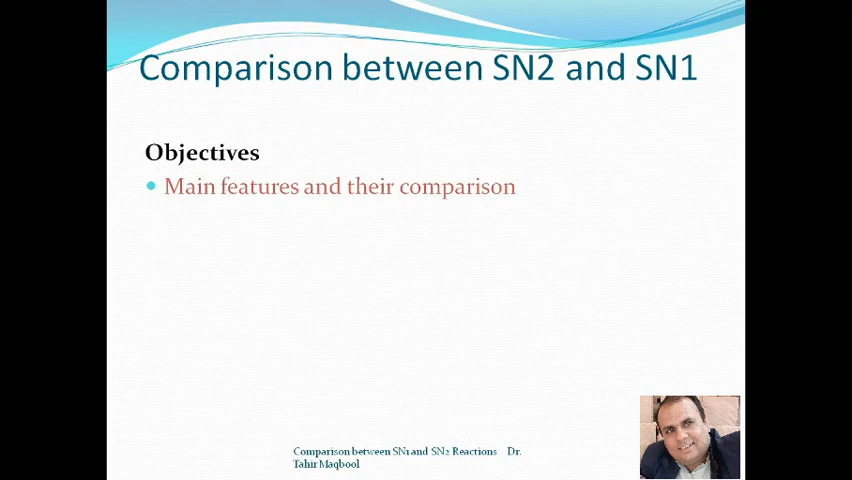 Comparison between SN2 and SN1
Objectives
• Main features and their comparison
Comparison between SN1 and SN2 Reactions Dr.
Tahir Maqbool